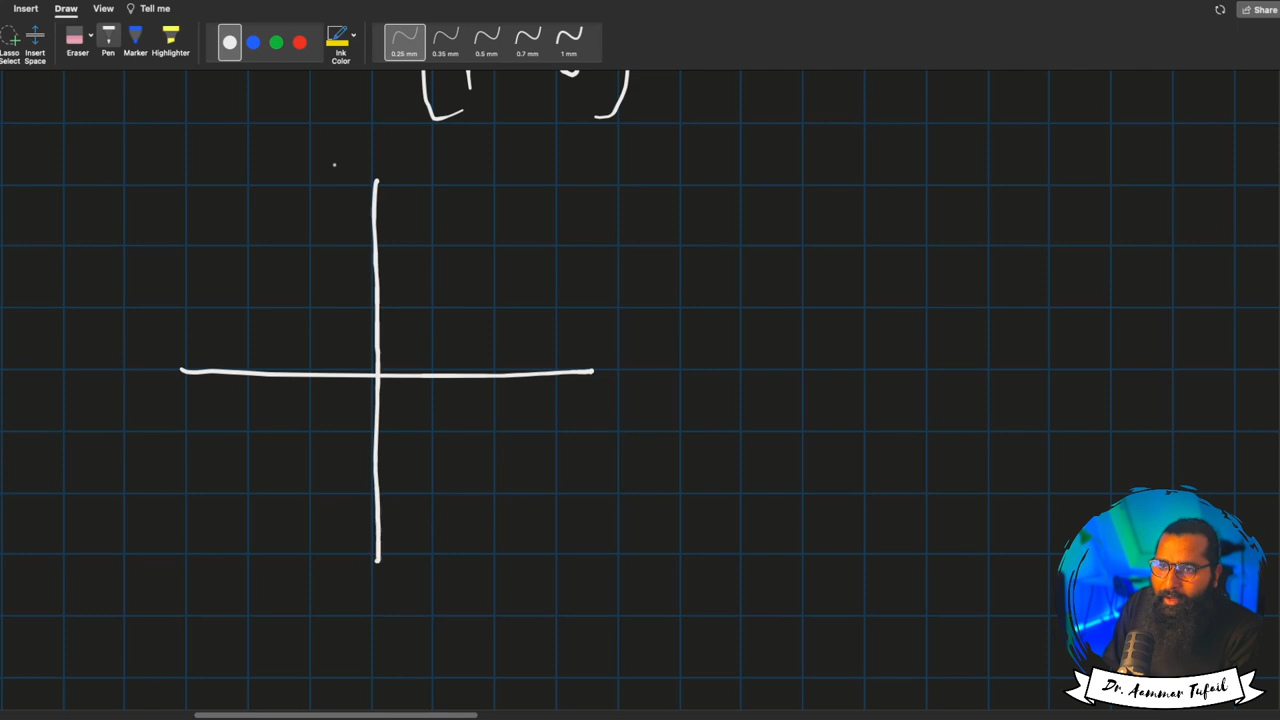 Insert Draw View Tell me Share
Lasso Select
Insert Space
Eraser
Pen
Marker
Highlighter
Ink Color
0.25 mm 0.35 mm 0.5 mm 0.7 mm 1 mm
Dr. Aammar Tufail